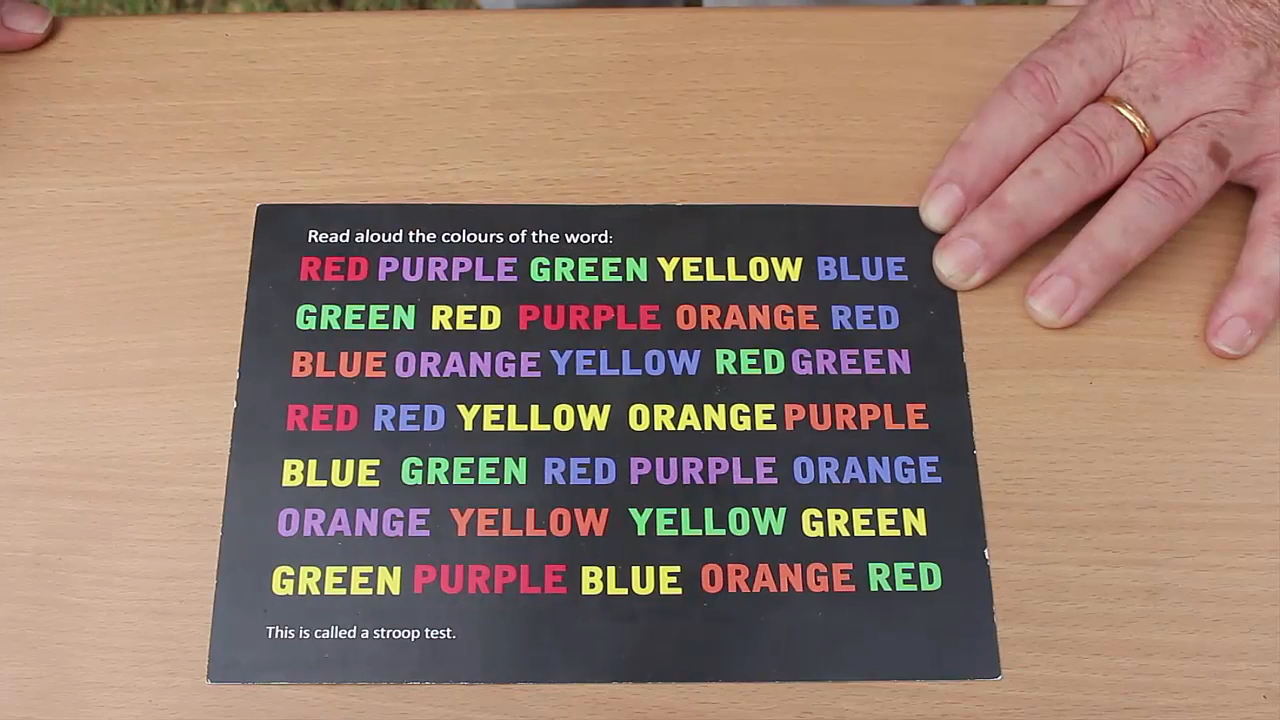 Read aloud the colours of the word:
RED PURPLE GREEN YELLOW BLUE
GREEN RED PURPLE ORANGE RED
BLUE ORANGE YELLOW RED GREEN
RED RED YELLOW ORANGE PURPLE
BLUE GREEN RED PURPLE ORANGE
ORANGE YELLOW YELLOW GREEN
GREEN PURPLE BLUE ORANGE RED
This is called a stroop test.